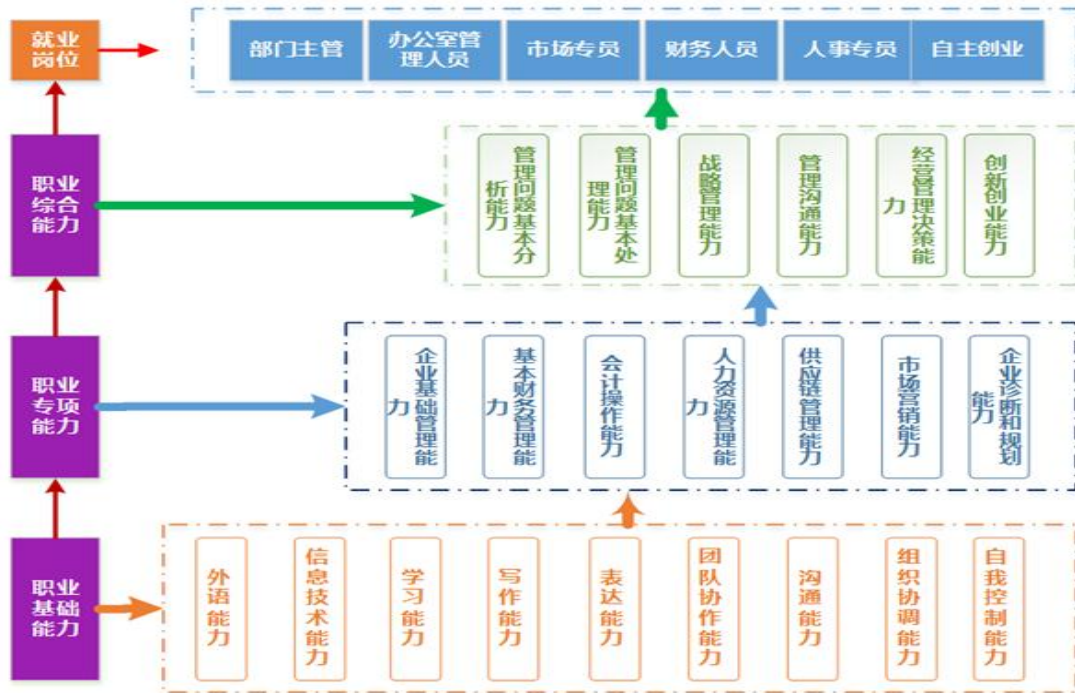 就业
岗位
部门主管
办公室管
理人员
市场专员
财务人员
人事专员
自主创业
职业
综合
能力
管理问题基本分
析能力
管理问题基本处
理能力
战略管理能力
管理沟通能力
经营管理决策能
力
创新创业能力
职业
专项
能力
企业基础管理能
力
基本财务管理能
力
会计操作能力
人力资源管理能
力
供应链管理能力
市场营销能力
企业诊断和规划
能力
职业
基础
能力
外语能力
信息技术能力
学习能力
写作能力
表达能力
团队协作能力
沟通能力
组织协调能力
自我控制能力